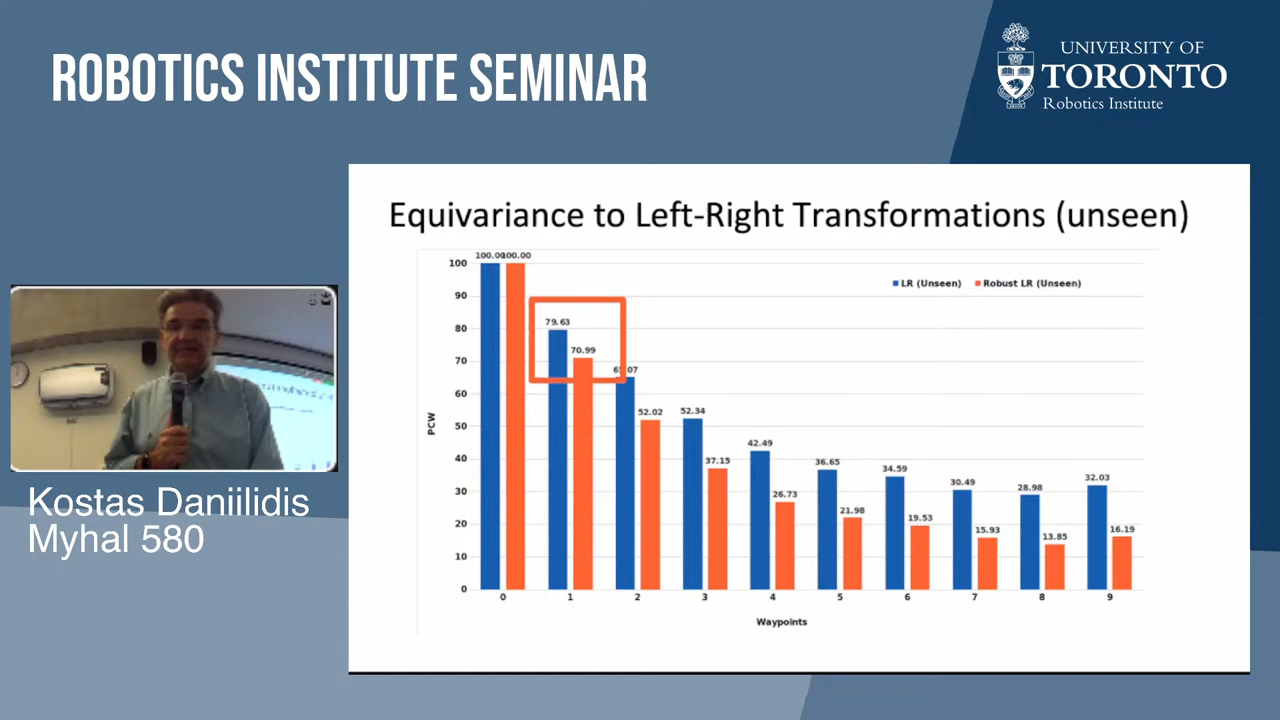 ROBOTICS INSTITUTE SEMINAR
UNIVERSITY OF
TORONTO
Robotics Institute
Equivariance to Left-Right Transformations (unseen)
LR (Unseen) Robust LR (Unseen)
100 90 80 70 60 50 40 30 20 10 0
PCW
100.00 100.00
79.63 70.99
65.07 52.02
52.34 37.15
42.49 26.73
36.65 21.98
34.59 19.53
30.49 15.93
28.98 13.85
32.03 16.19
0 1 2 3 4 5 6 7 8 9
Waypoints
Kostas Daniilidis
Myhal 580